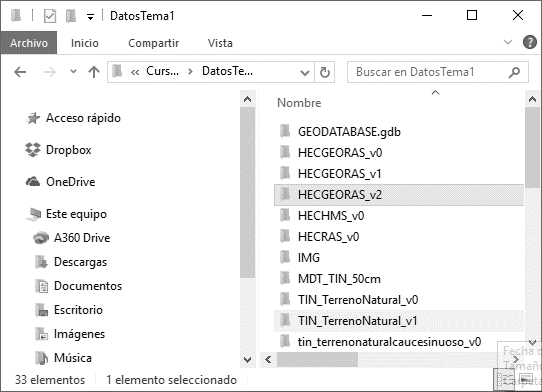 DatosTema1
Archivo Inicio Compartir Vista
« Curs... > DatosTe... Buscar en DatosTema1
Acceso rápido
Dropbox
OneDrive
Este equipo
A360 Drive
Descargas
Documentos
Escritorio
Imágenes
Música
Nombre
GEODATABASE.gdb
HECGEORAS_v0
HECGEORAS_v1
HECGEORAS_v2
HECHMS_v0
HECRAS_v0
IMG
MDT_TIN_50cm
TIN_TerrenoNatural_v0
TIN_TerrenoNatural_v1
tin_terrenonaturalcaucesinuoso_v0
Fecha
Tamaño
33 elementos 1 elemento seleccionado